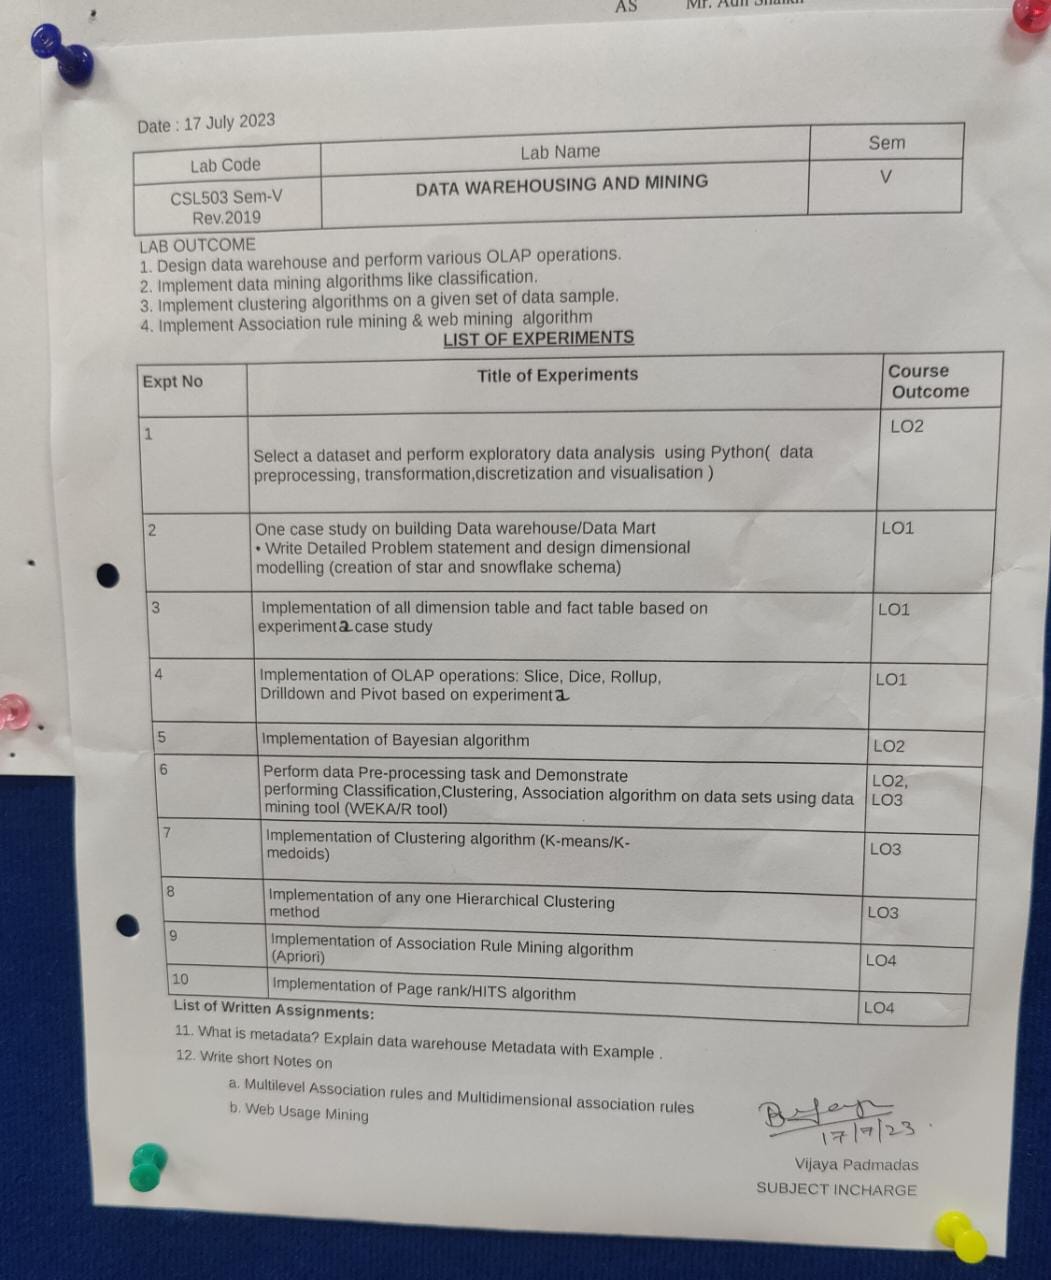 AS Mr. Adil Shaikh
Date : 17 July 2023
Lab Code Lab Name Sem
CSL503 Sem-V DATA WAREHOUSING AND MINING V
Rev.2019
LAB OUTCOME
1. Design data warehouse and perform various OLAP operations.
2. Implement data mining algorithms like classification.
3. Implement clustering algorithms on a given set of data sample.
4. Implement Association rule mining & web mining algorithm
LIST OF EXPERIMENTS
Expt No Title of Experiments Course
Outcome
1 LO2
Select a dataset and perform exploratory data analysis using Python( data
preprocessing, transformation,discretization and visualisation )
2 One case study on building Data warehouse/Data Mart LO1
• Write Detailed Problem statement and design dimensional
modelling (creation of star and snowflake schema)
3 Implementation of all dimension table and fact table based on LO1
experiment 2 case study
4 Implementation of OLAP operations: Slice, Dice, Rollup, LO1
Drilldown and Pivot based on experiment 2
5 Implementation of Bayesian algorithm LO2
6 Perform data Pre-processing task and Demonstrate LO2,
performing Classification,Clustering, Association algorithm on data sets using data LO3
mining tool (WEKA/R tool)
7 Implementation of Clustering algorithm (K-means/K- LO3
medoids)
8 Implementation of any one Hierarchical Clustering LO3
method
9 Implementation of Association Rule Mining algorithm LO4
(Apriori)
10 Implementation of Page rank/HITS algorithm LO4
List of Written Assignments:
11. What is metadata? Explain data warehouse Metadata with Example .
12. Write short Notes on
a. Multilevel Association rules and Multidimensional association rules
b. Web Usage Mining
17/7/23
Vijaya Padmadas
SUBJECT INCHARGE